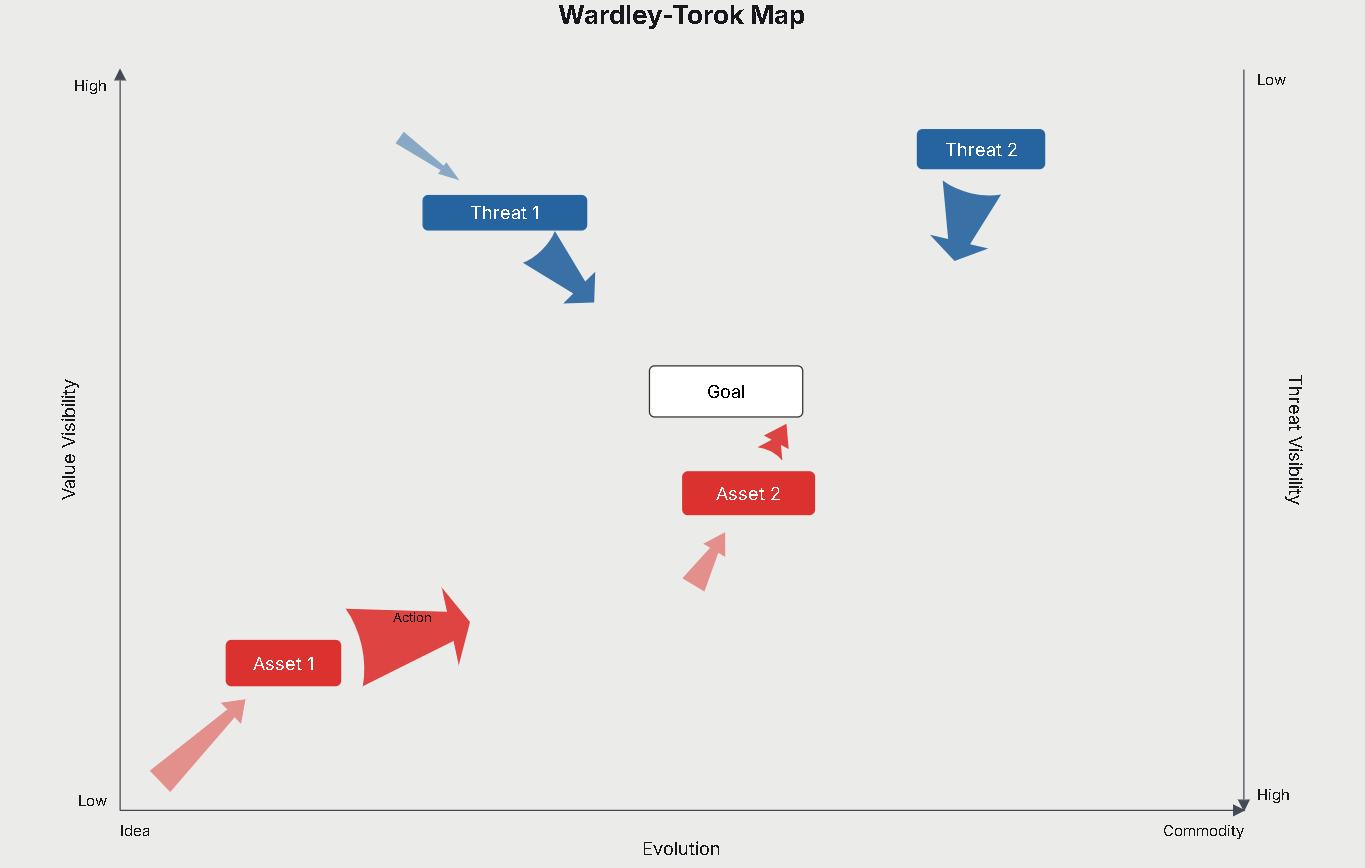 Wardley-Torok Map
High
Low
Threat 2
Threat 1
Goal
Value Visibility
Threat Visibility
Asset 2
Action
Asset 1
Low
High
Idea
Commodity
Evolution